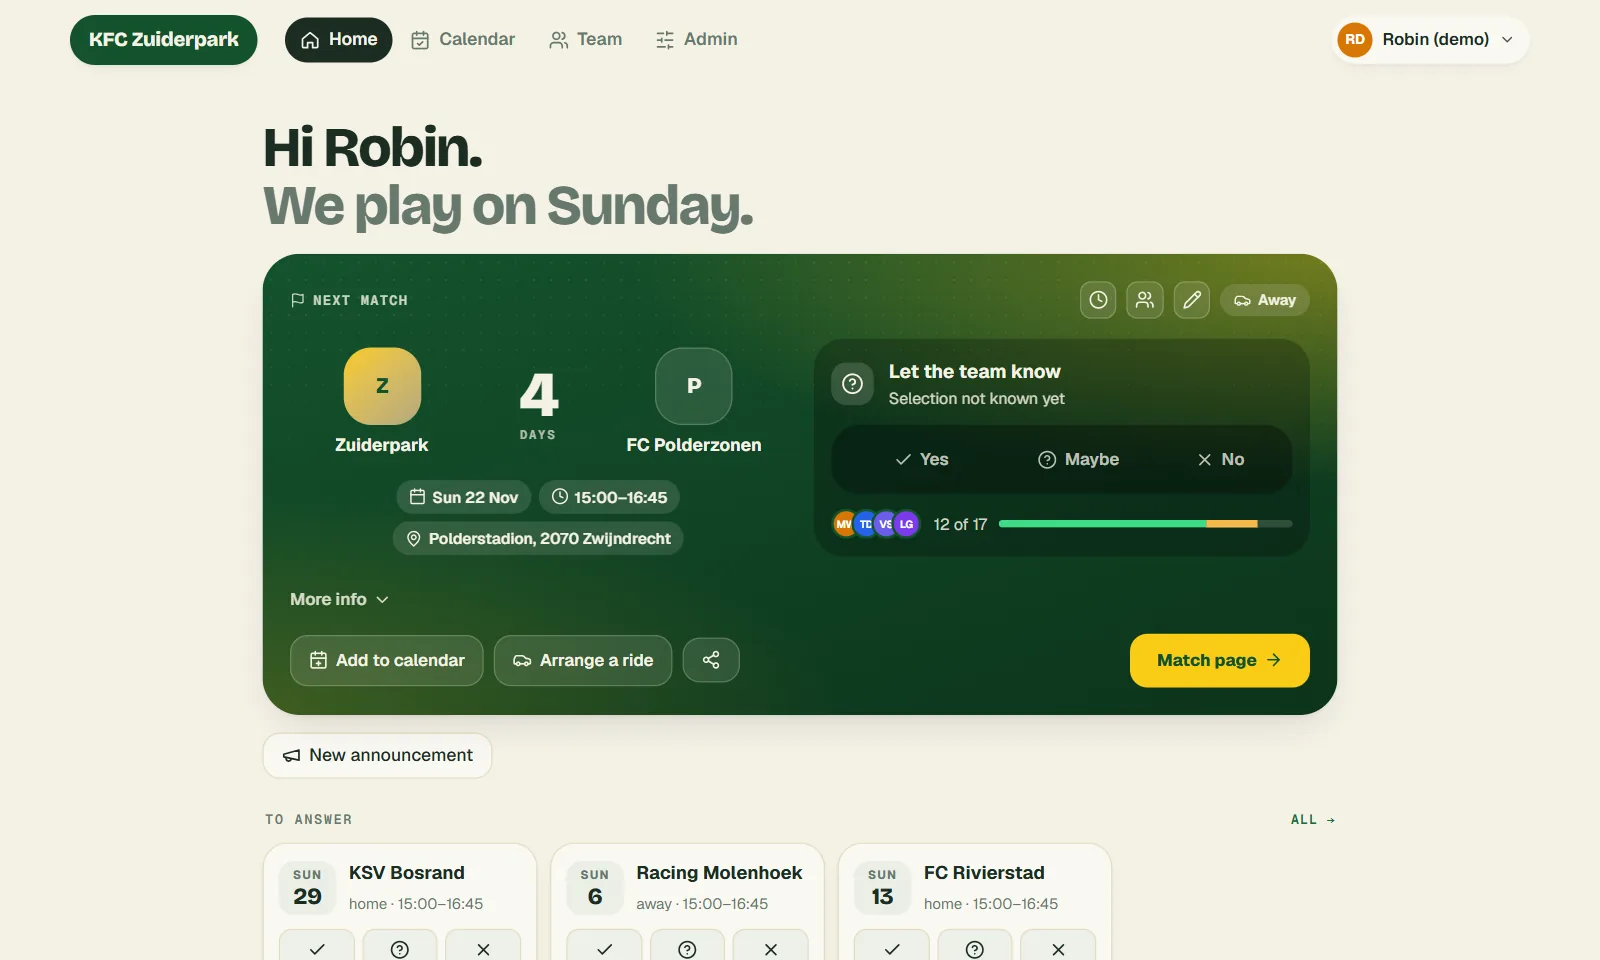 KFC Zuiderpark
Home
Calendar
Team
Admin
RD
Robin (demo)
Hi Robin.
We play on Sunday.
NEXT MATCH
Away
Z
4
DAYS
P
Zuiderpark
FC Polderzonen
Sun 22 Nov
15:00–16:45
Polderstadion, 2070 Zwijndrecht
Let the team know
Selection not known yet
Yes
Maybe
No
VS
LG
12 of 17
More info
Add to calendar
Arrange a ride
Match page →
New announcement
TO ANSWER
ALL →
SUN
29
KSV Bosrand
home · 15:00–16:45
SUN
6
Racing Molenhoek
away · 15:00–16:45
SUN
13
FC Rivierstad
home · 15:00–16:45